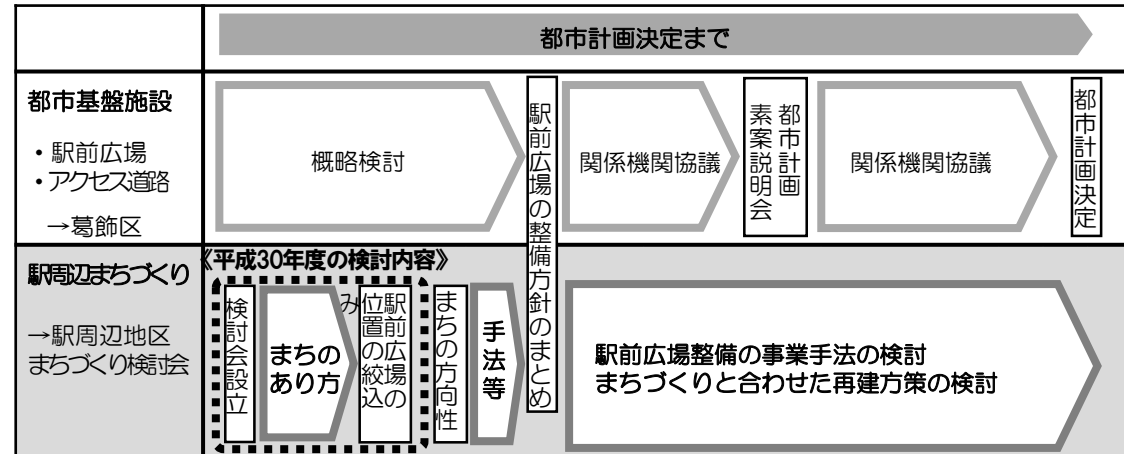 都市計画決定まで
都市基盤施設
・駅前広場
・アクセス道路
→葛飾区
概略検討
駅前広場の整備方針のまとめ
関係機関協議
都市計画
素案説明会
関係機関協議
都市計画決定
駅周辺まちづくり
→駅周辺地区
まちづくり検討会
《平成30年度の検討内容》
検討会設立
まちの
あり方
駅前広場の
位置の絞込
み
まちの方向性
手法等
駅前広場整備の事業手法の検討
まちづくりと合わせた再建方策の検討